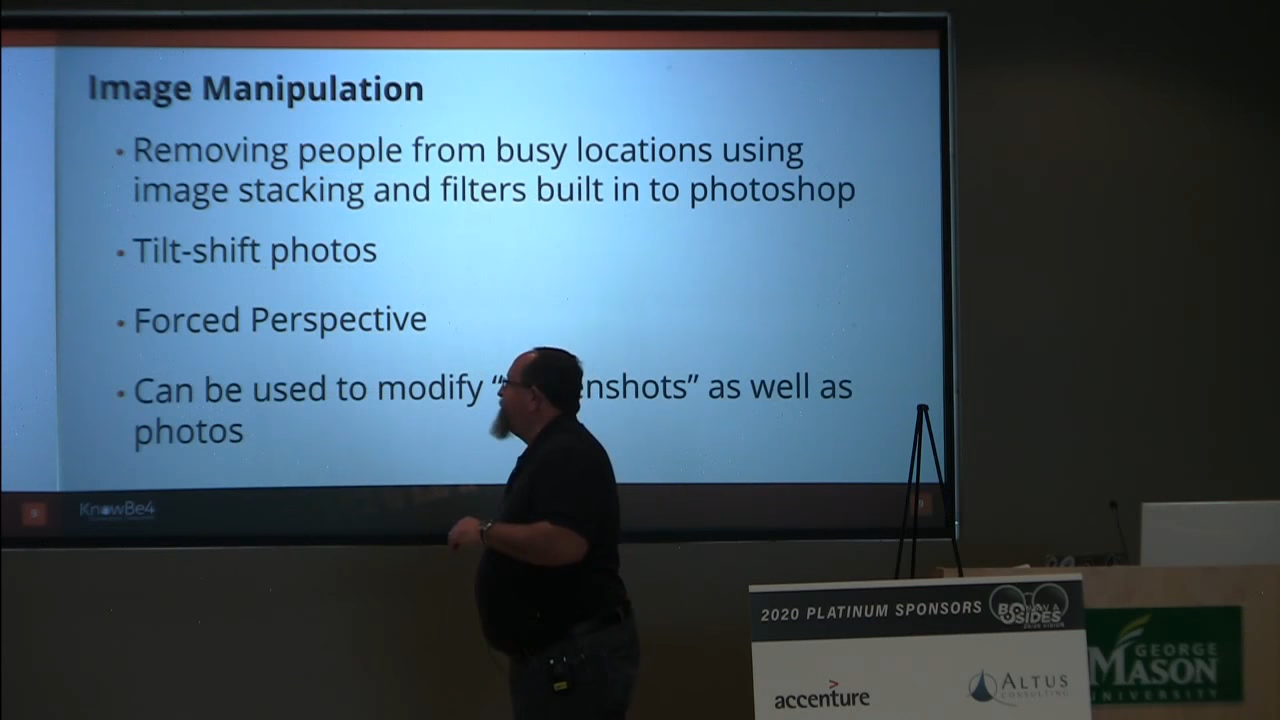 Image Manipulation
• Removing people from busy locations using
image stacking and filters built in to photoshop
• Tilt-shift photos
• Forced Perspective
• Can be used to modify “ enshots” as well as
photos
KnowBe4
2020 PLATINUM SPONSORS
BSIDES
accenture
ALTUS
CONSULTING
GEORGE
MASON
UNIVERSITY